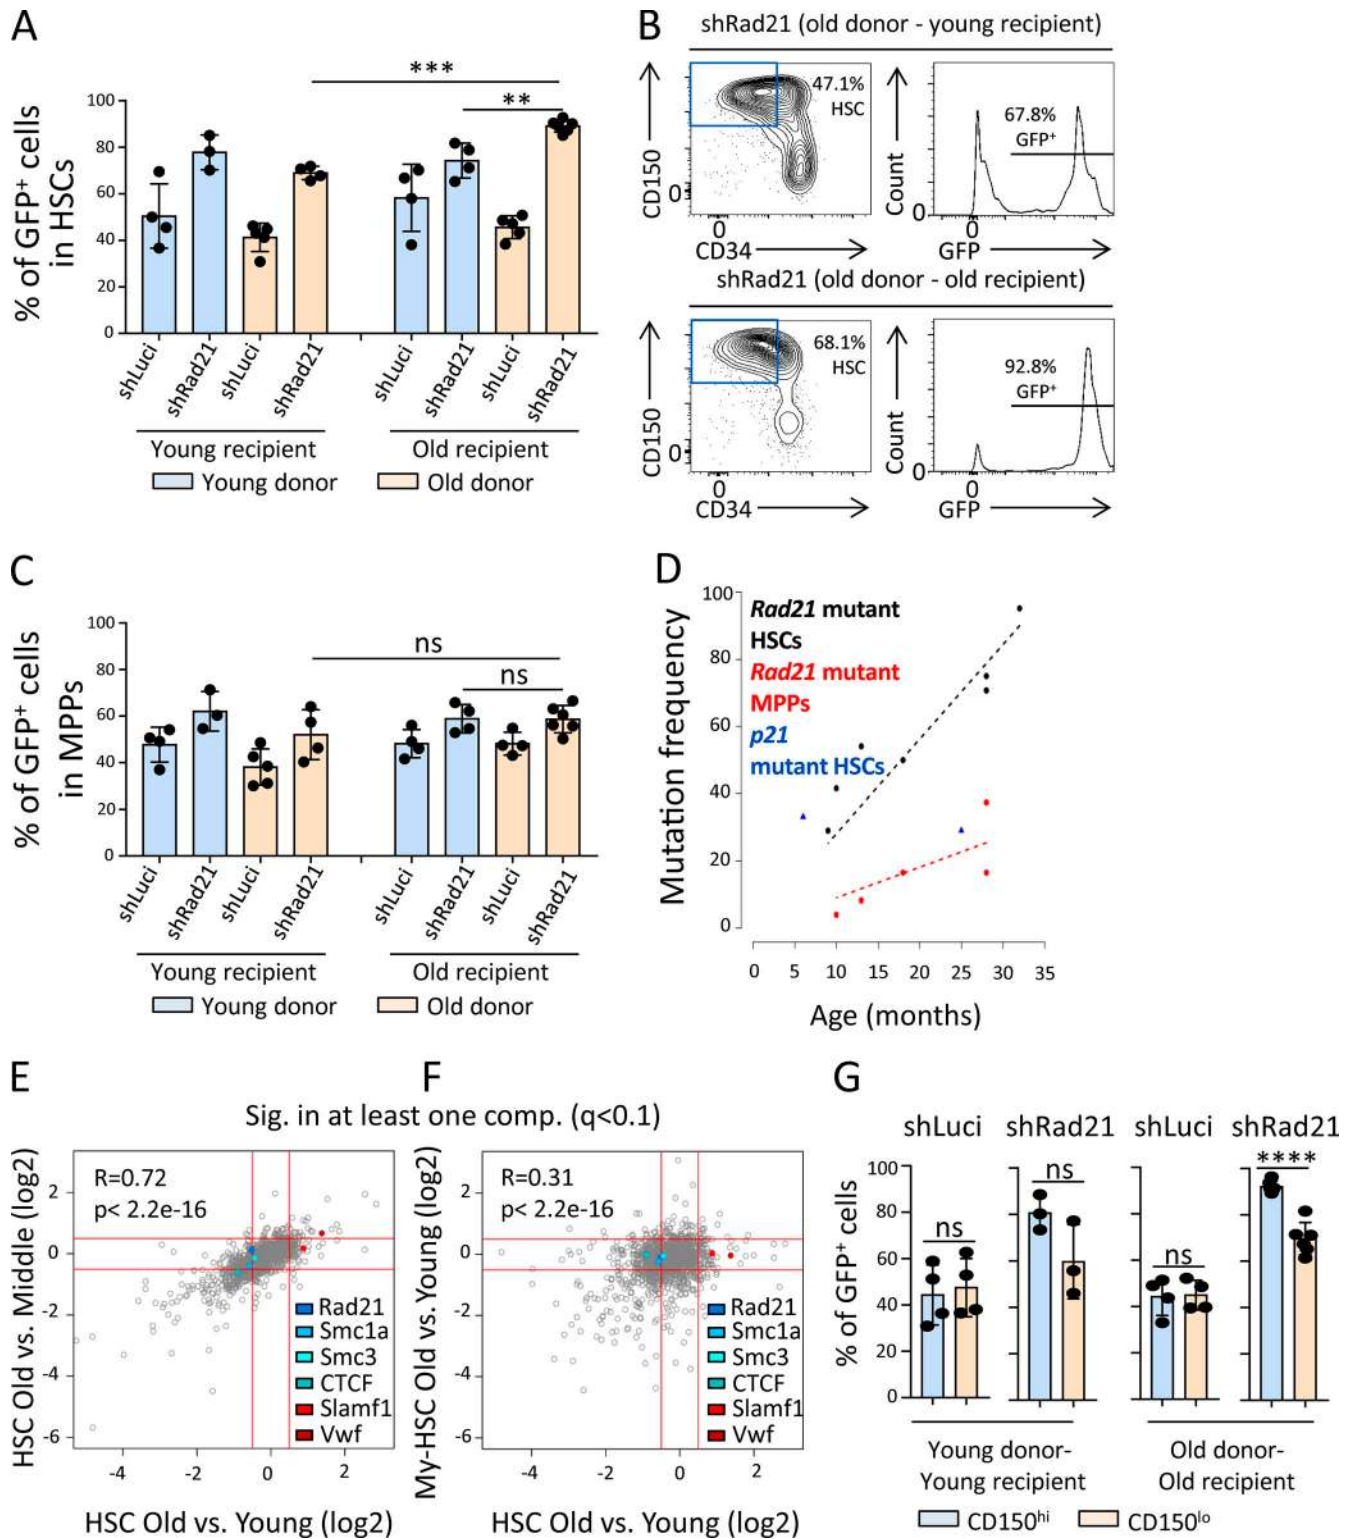 A
% of GFP⁺ cells
in HSCs
100
80
60
40
20
0
***
**
shLuci
shRad21
shLuci
shRad21
shLuci
shRad21
shLuci
shRad21
Young recipient
Old recipient
Young donor
Old donor
B
shRad21 (old donor - young recipient)
CD150
0
47.1%
HSC
0
CD34
Count
0
67.8%
GFP⁺
0
GFP
shRad21 (old donor - old recipient)
CD150
0
68.1%
HSC
0
CD34
Count
0
92.8%
GFP⁺
0
GFP
C
% of GFP⁺ cells
in MPPs
100
80
60
40
20
0
ns
ns
shLuci
shRad21
shLuci
shRad21
shLuci
shRad21
shLuci
shRad21
Young recipient
Old recipient
Young donor
Old donor
D
Mutation frequency
100
80
60
40
20
0
Rad21 mutant
HSCs
Rad21 mutant
MPPs
p21
mutant HSCs
0 5 10 15 20 25 30 35
Age (months)
E
F
Sig. in at least one comp. (q<0.1)
HSC Old vs. Middle (log2)
2
0
-2
-4
-6
R=0.72
p< 2.2e-16
Rad21
Smc1a
Smc3
CTCF
Slamf1
Vwf
-4 -2 0 2
HSC Old vs. Young (log2)
My-HSC Old vs. Young (log2)
2
0
-2
-4
-6
R=0.31
p< 2.2e-16
Rad21
Smc1a
Smc3
CTCF
Slamf1
Vwf
-4 -2 0 2
HSC Old vs. Young (log2)
G
shLuci shRad21 shLuci shRad21
% of GFP⁺ cells
100
80
60
40
20
0
ns
ns
ns
****
Young donor-
Young recipient
Old donor-
Old recipient
CD150ʰⁱ
CD150ˡᵒ